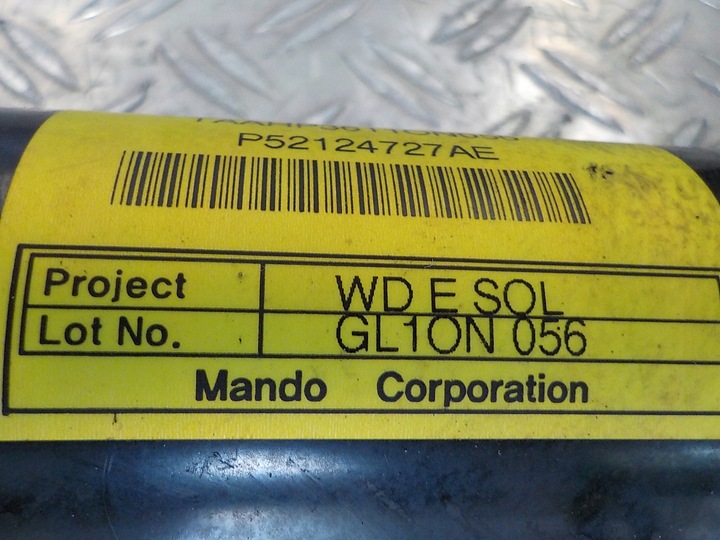 P52124727AE
Project WD E SOL
Lot No. GL1ON 056
Mando Corporation